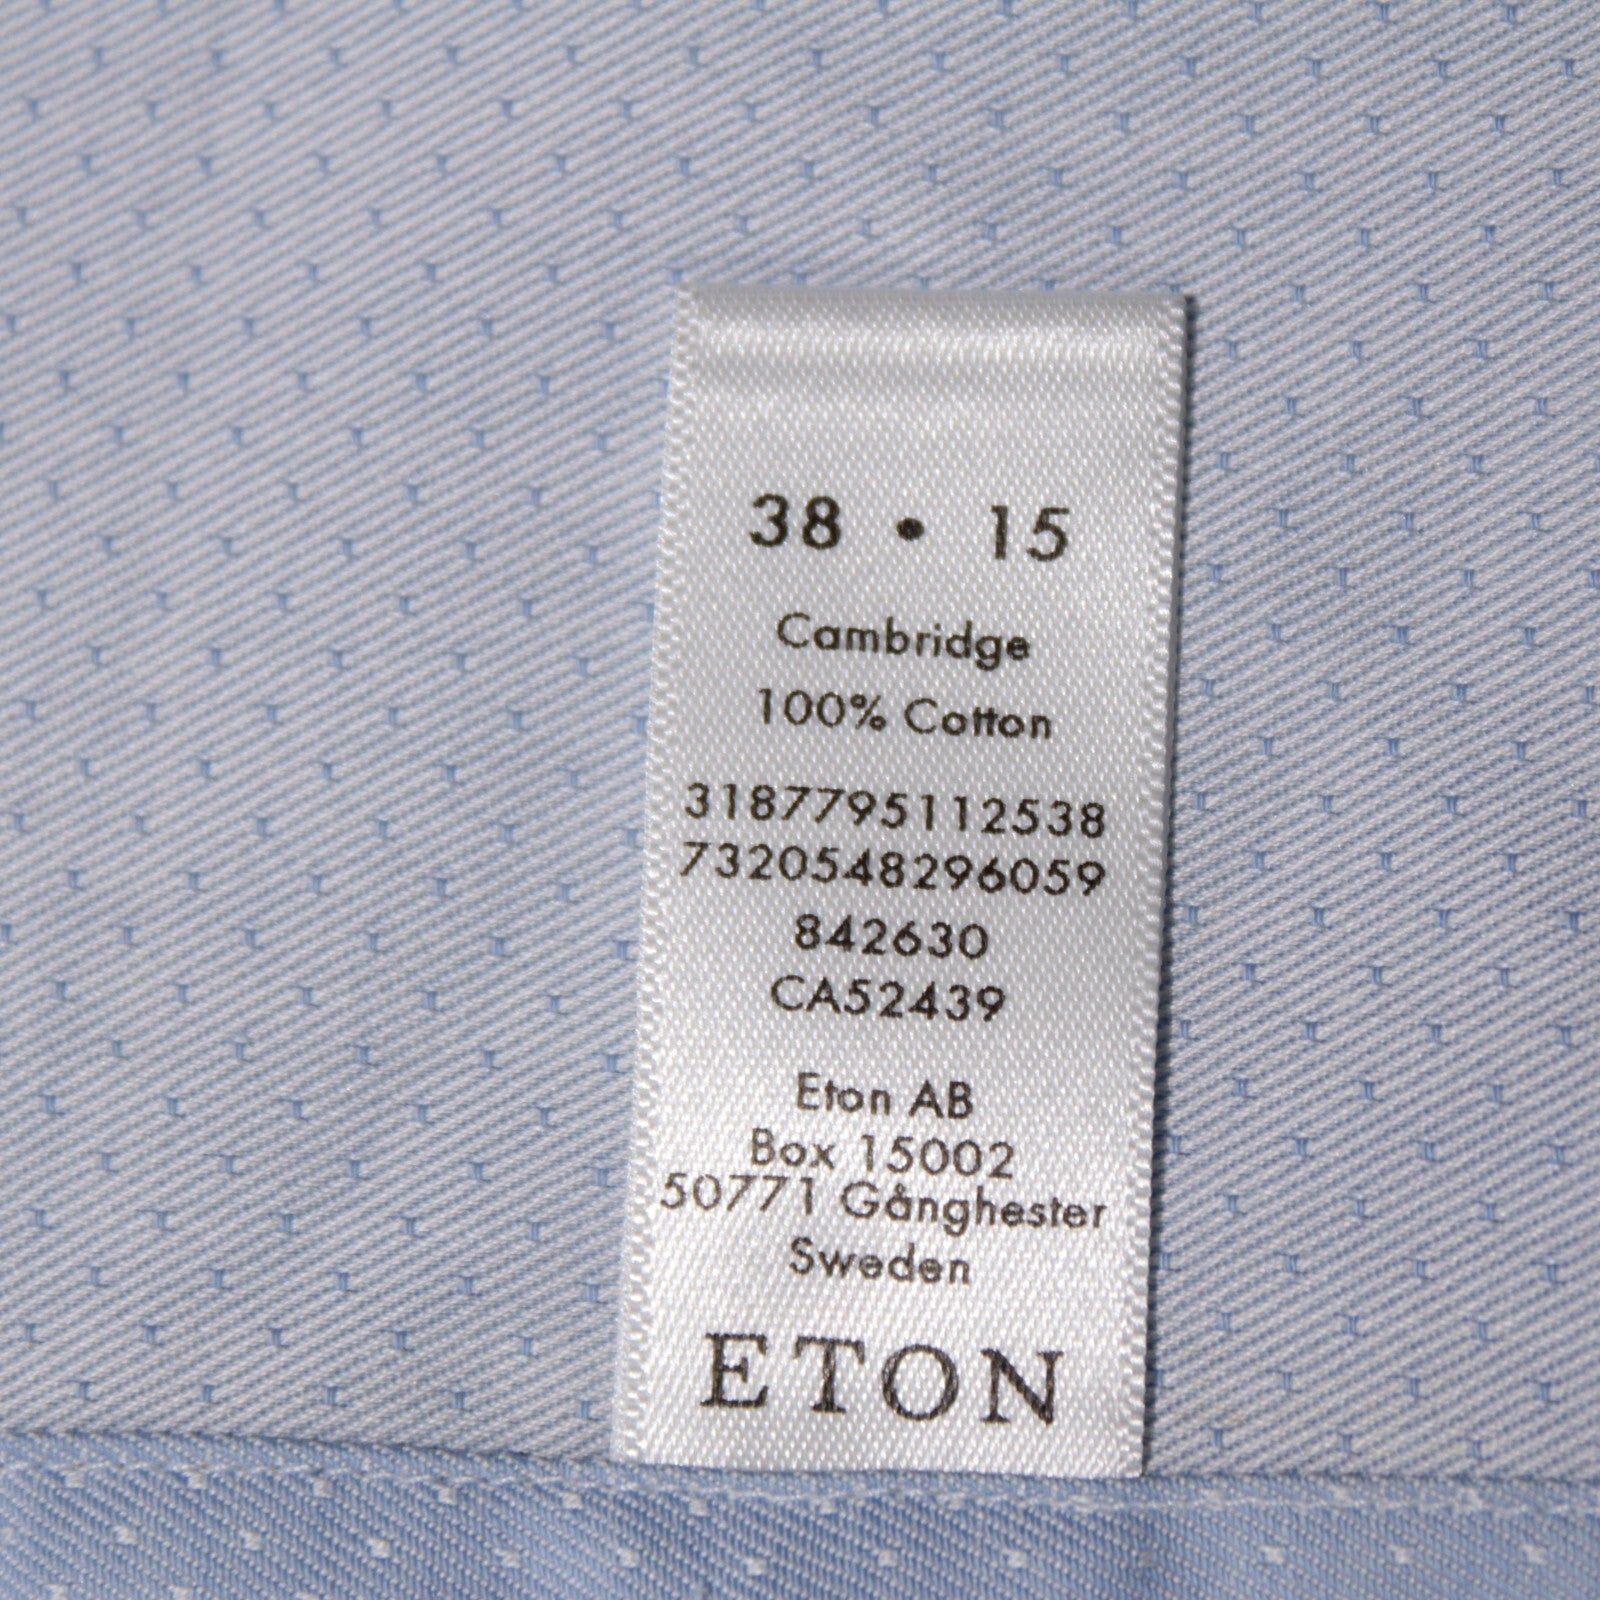 38 • 15
Cambridge
100% Cotton
3187795112538
7320548296059
842630
CA52439
Eton AB
Box 15002
50771 Gånghester
Sweden
ETON